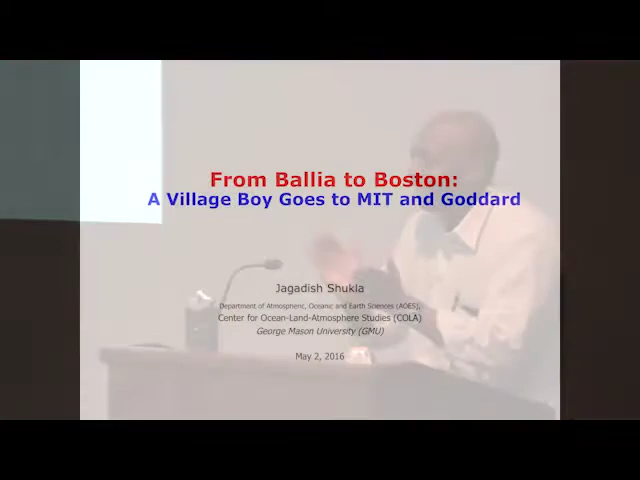 From Ballia to Boston:
A Village Boy Goes to MIT and Goddard
Jagadish Shukla
Department of Atmospheric, Oceanic and Earth Sciences (AOES),
Center for Ocean-Land-Atmosphere Studies (COLA)
George Mason University (GMU)
May 2, 2016